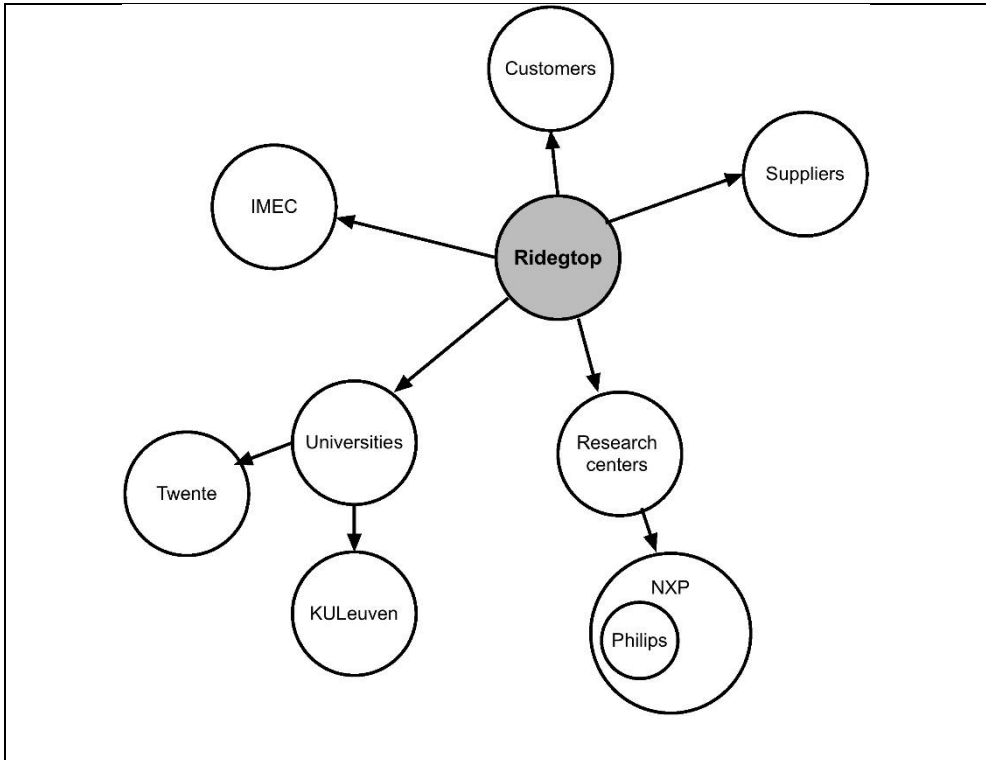 Customers
Suppliers
IMEC
Ridegtop
Universities
Research
centers
Twente
KULeuven
NXP
Philips